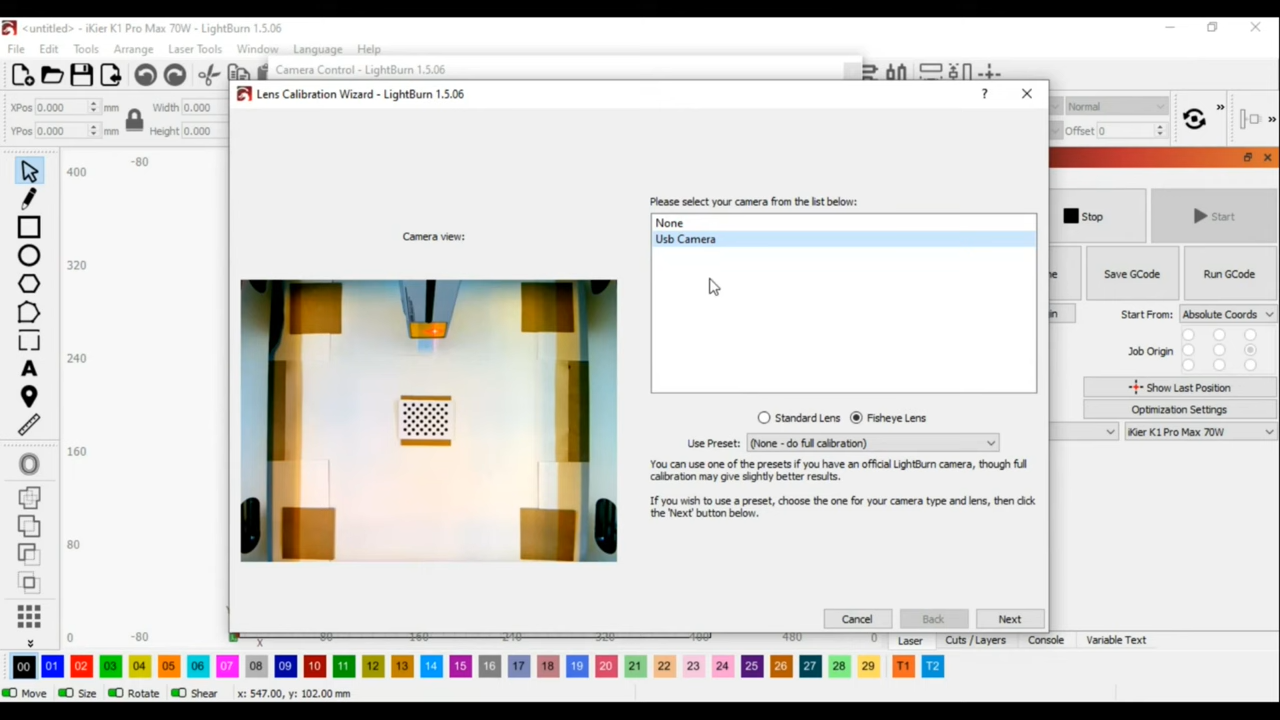 <untitled> - iKier K1 Pro Max 70W - LightBurn 1.5.06
File Edit Tools Arrange Laser Tools Window Language Help
Camera Control - LightBurn 1.5.06
Lens Calibration Wizard - LightBurn 1.5.06
?
XPos 0.000 mm Width 0.000
YPos 0.000 mm Height 0.000
Normal
Offset 0
-80
400
320
240
160
80
0
Camera view:
Please select your camera from the list below:
None
Usb Camera
Standard Lens Fisheye Lens
Use Preset: (None - do full calibration)
You can use one of the presets if you have an official LightBurn camera, though full
calibration may give slightly better results.
If you wish to use a preset, choose the one for your camera type and lens, then click
the 'Next' button below.
Cancel Back Next
Stop Start
Save GCode Run GCode
Start From: Absolute Coords
Job Origin
Show Last Position
Optimization Settings
iKier K1 Pro Max 70W
-80 480 0
X
Laser Cuts / Layers Console Variable Text
00 01 02 03 04 05 06 07 08 09 10 11 12 13 14 15 16 17 18 19 20 21 22 23 24 25 26 27 28 29 T1 T2
Move Size Rotate Shear x: 547.00, y: 102.00 mm